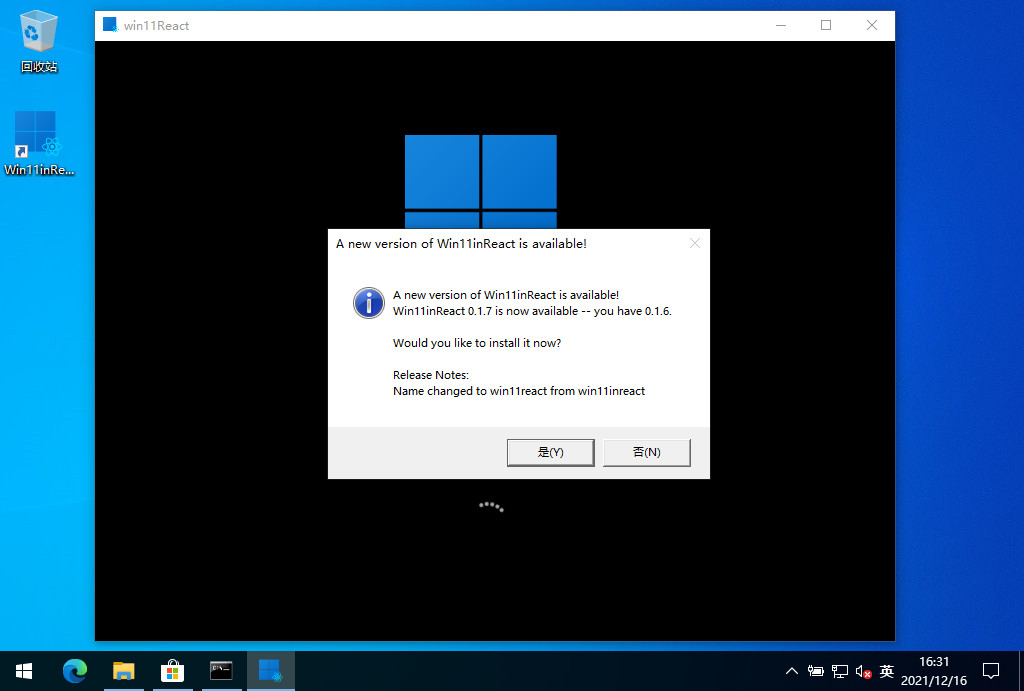 回收站
Win11inRe...
win11React
A new version of Win11inReact is available!
A new version of Win11inReact is available!
Win11inReact 0.1.7 is now available -- you have 0.1.6.
Would you like to install it now?
Release Notes:
Name changed to win11react from win11inreact
是(Y)
否(N)
英
16:31
2021/12/16